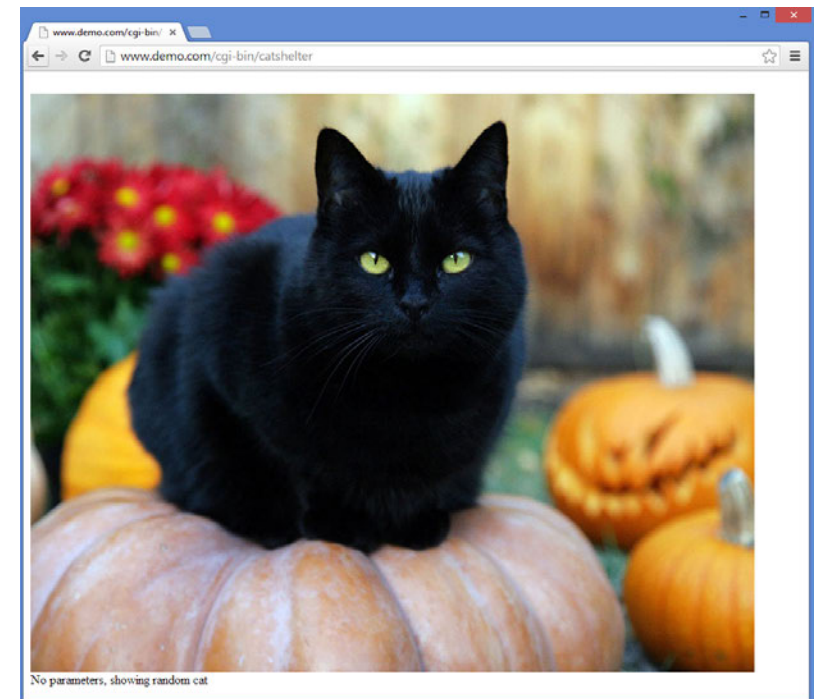 www.demo.com/cgi-bin/
www.demo.com/cgi-bin/catshelter
No parameters, showing random cat